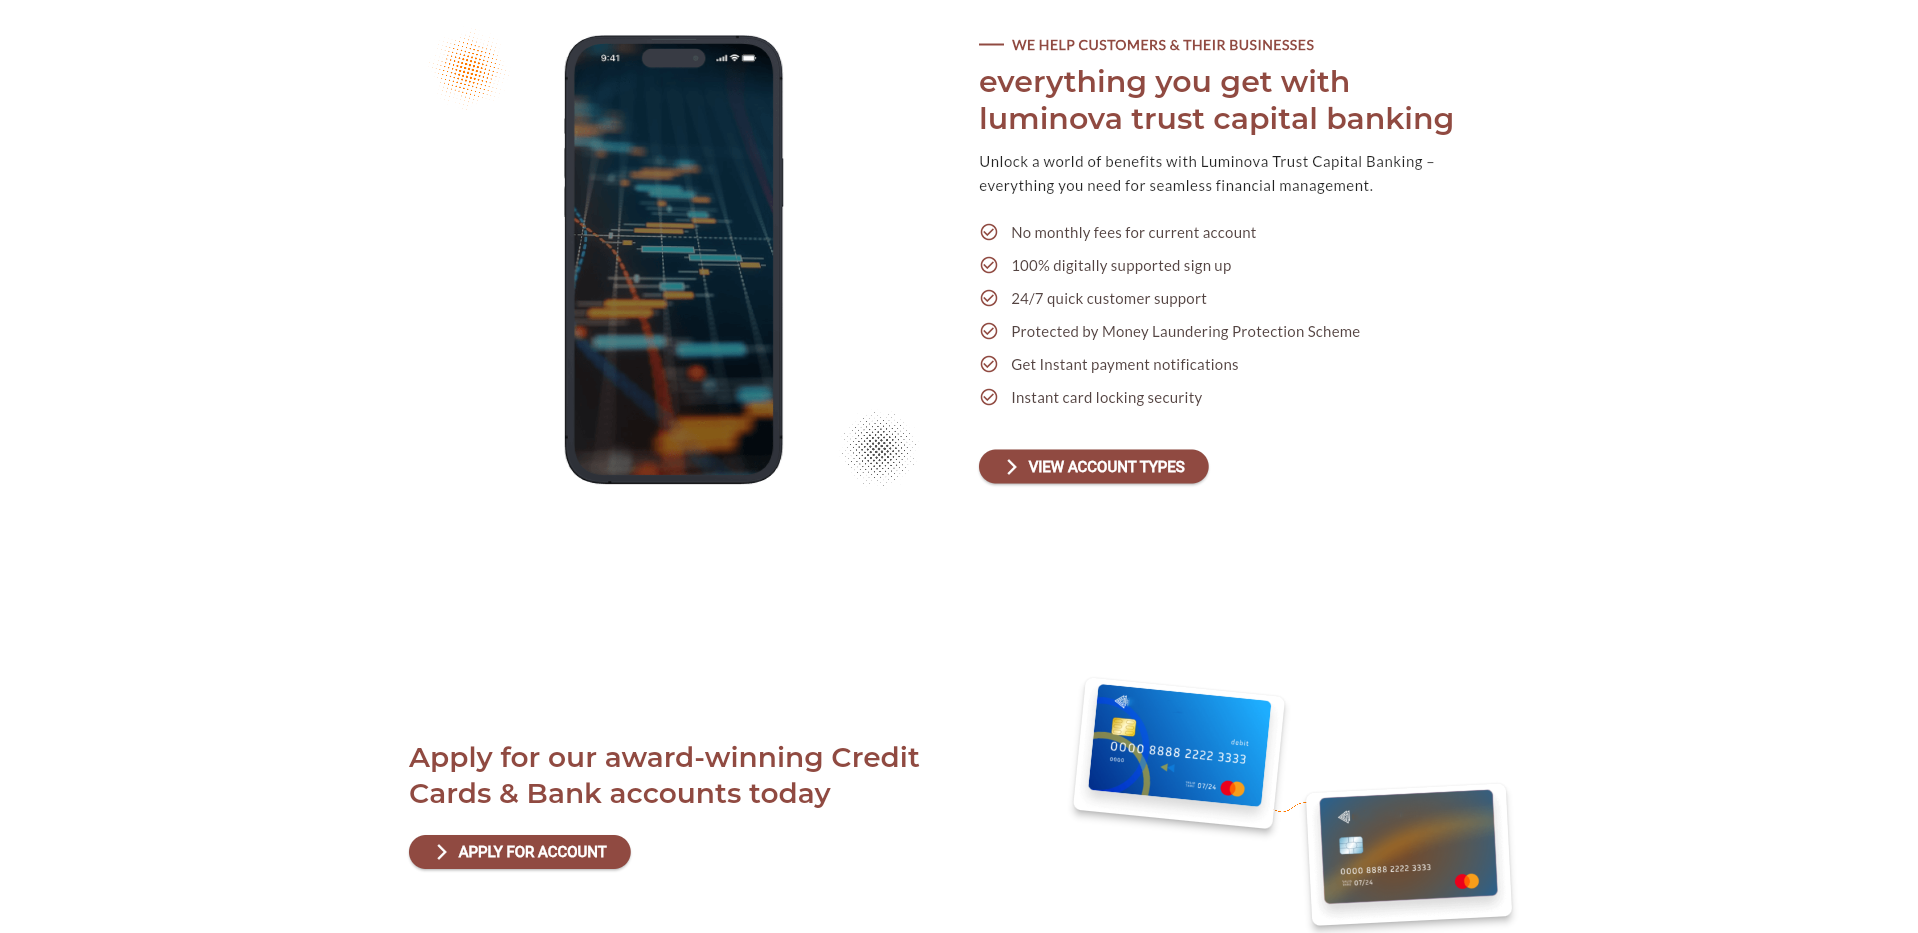 9:41
WE HELP CUSTOMERS & THEIR BUSINESSES
everything you get with
luminova trust capital banking
Unlock a world of benefits with Luminova Trust Capital Banking –
everything you need for seamless financial management.
No monthly fees for current account
100% digitally supported sign up
24/7 quick customer support
Protected by Money Laundering Protection Scheme
Get Instant payment notifications
Instant card locking security
VIEW ACCOUNT TYPES
Apply for our award-winning Credit
Cards & Bank accounts today
APPLY FOR ACCOUNT
debit
0000 8888 2222 3333
0000
07/24
0000 8888 2222 3333
07/24